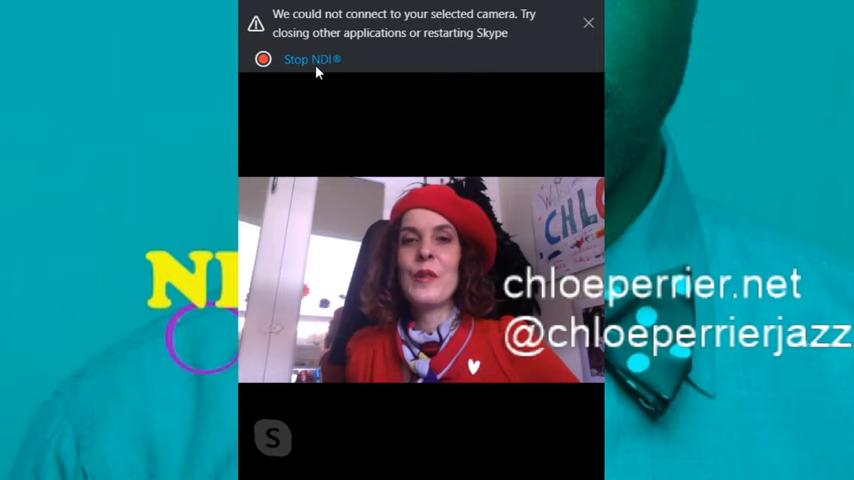 We could not connect to your selected camera. Try
closing other applications or restarting Skype
Stop NDI®
CHLO
chloeperrier.net
@chloeperrierjazz
S